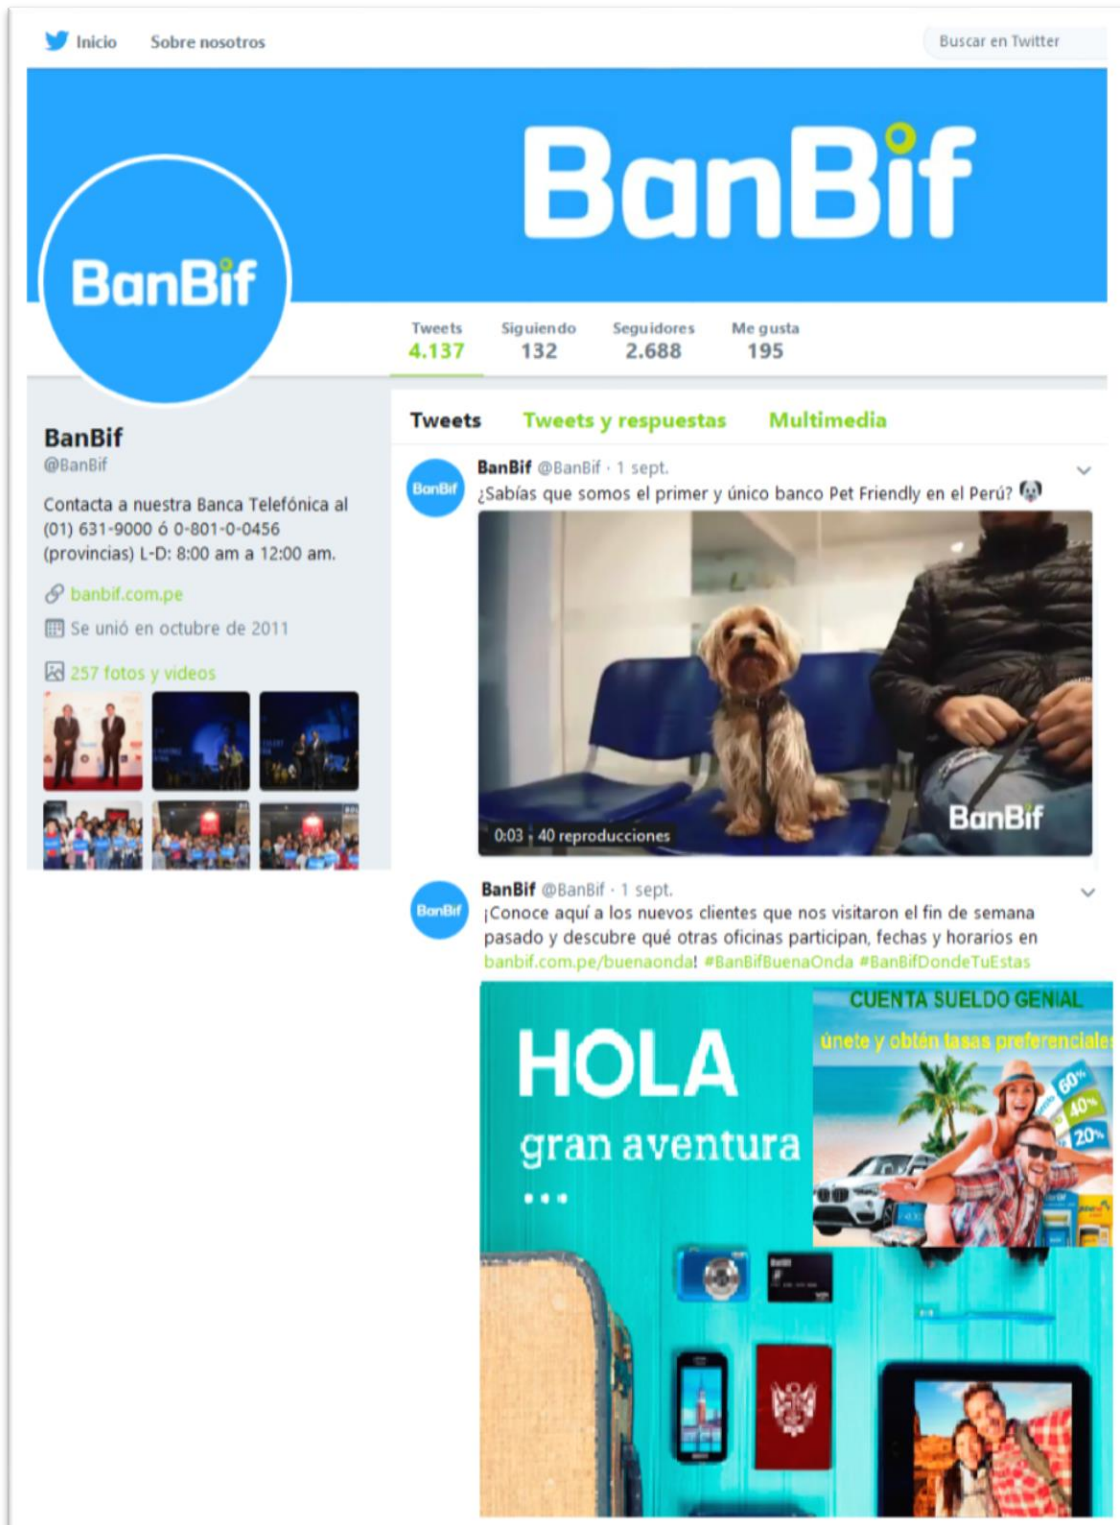 Inicio Sobre nosotros Buscar en Twitter
BanBif
BanBif
Tweets Siguiendo Seguidores Me gusta
4.137 132 2.688 195
BanBif
@BanBif
Contacta a nuestra Banca Telefónica al
(01) 631-9000 ó 0-801-0-0456
(provincias) L-D: 8:00 am a 12:00 am.
banbif.com.pe
Se unió en octubre de 2011
257 fotos y videos
Tweets Tweets y respuestas Multimedia
BanBif
BanBif @BanBif · 1 sept.
¿Sabías que somos el primer y único banco Pet Friendly en el Perú?
BanBif
0:03 · 40 reproducciones
BanBif
BanBif @BanBif · 1 sept.
¡Conoce aquí a los nuevos clientes que nos visitaron el fin de semana
pasado y descubre qué otras oficinas participan, fechas y horarios en
banbif.com.pe/buenaonda! #BanBifBuenaOnda #BanBifDondeTuEstas
HOLA
gran aventura
...
CUENTA SUELDO GENIAL
únete y obtén tasas preferenciales
60%
40%
20%
BanBif